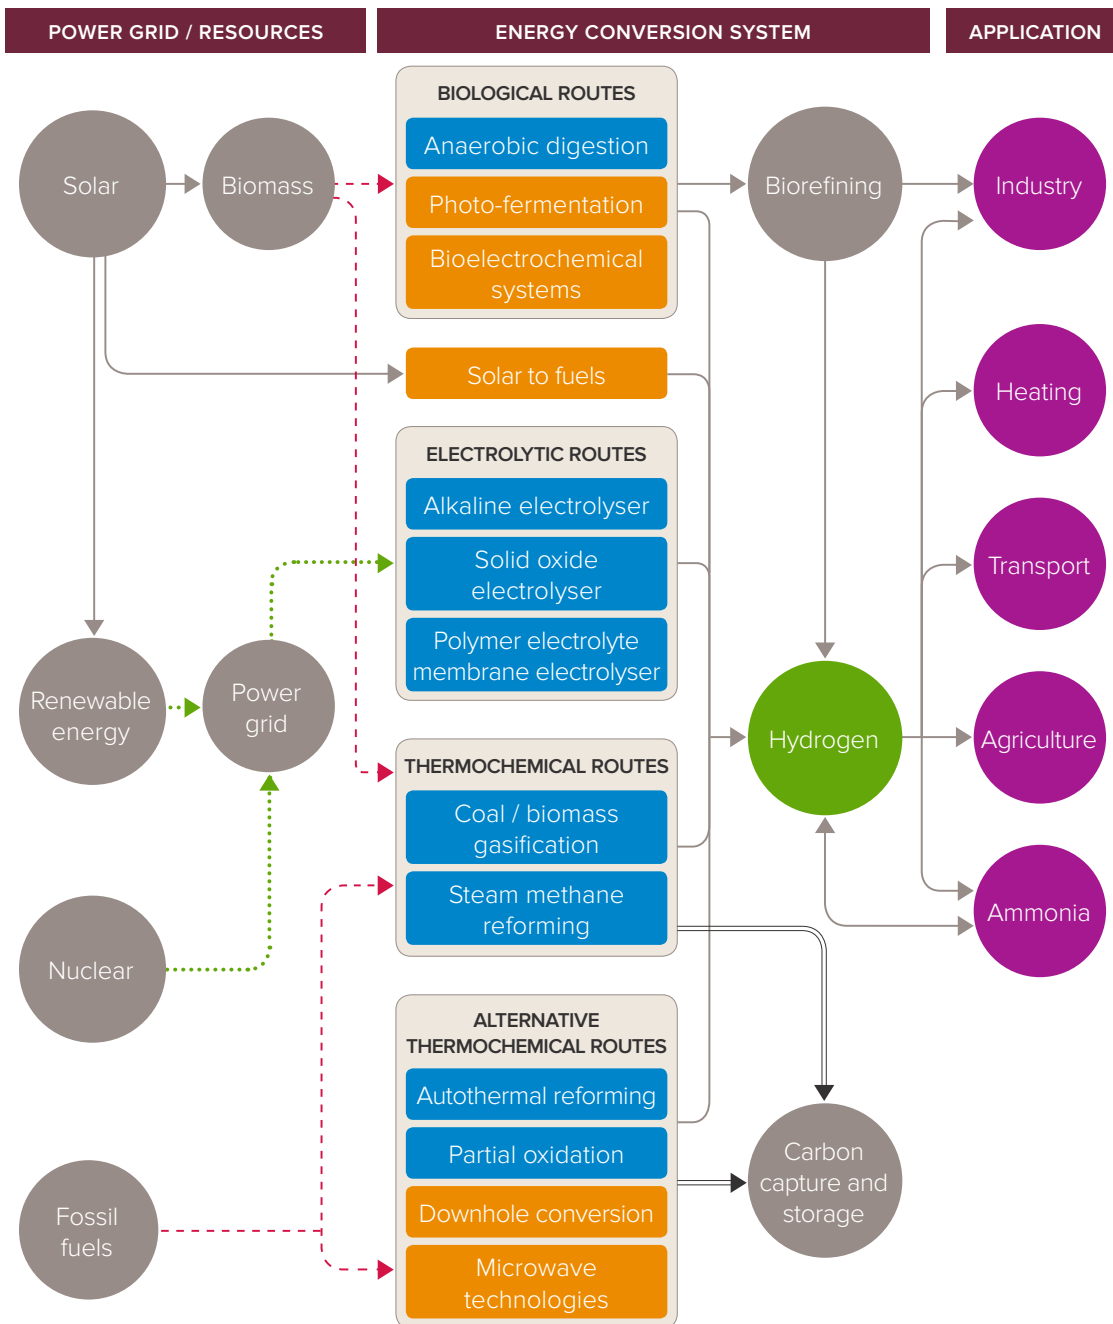 POWER GRID / RESOURCES
ENERGY CONVERSION SYSTEM
APPLICATION
Solar
Biomass
BIOLOGICAL ROUTES
Anaerobic digestion
Photo-fermentation
Bioelectrochemical
systems
Biorefining
Industry
Solar to fuels
Heating
ELECTROLYTIC ROUTES
Alkaline electrolyser
Solid oxide
electrolyser
Polymer electrolyte
membrane electrolyser
Transport
Renewable
energy
Power
grid
Hydrogen
Agriculture
THERMOCHEMICAL ROUTES
Coal / biomass
gasification
Steam methane
reforming
Ammonia
Nuclear
ALTERNATIVE
THERMOCHEMICAL ROUTES
Autothermal reforming
Partial oxidation
Downhole conversion
Microwave
technologies
Carbon
capture and
storage
Fossil
fuels